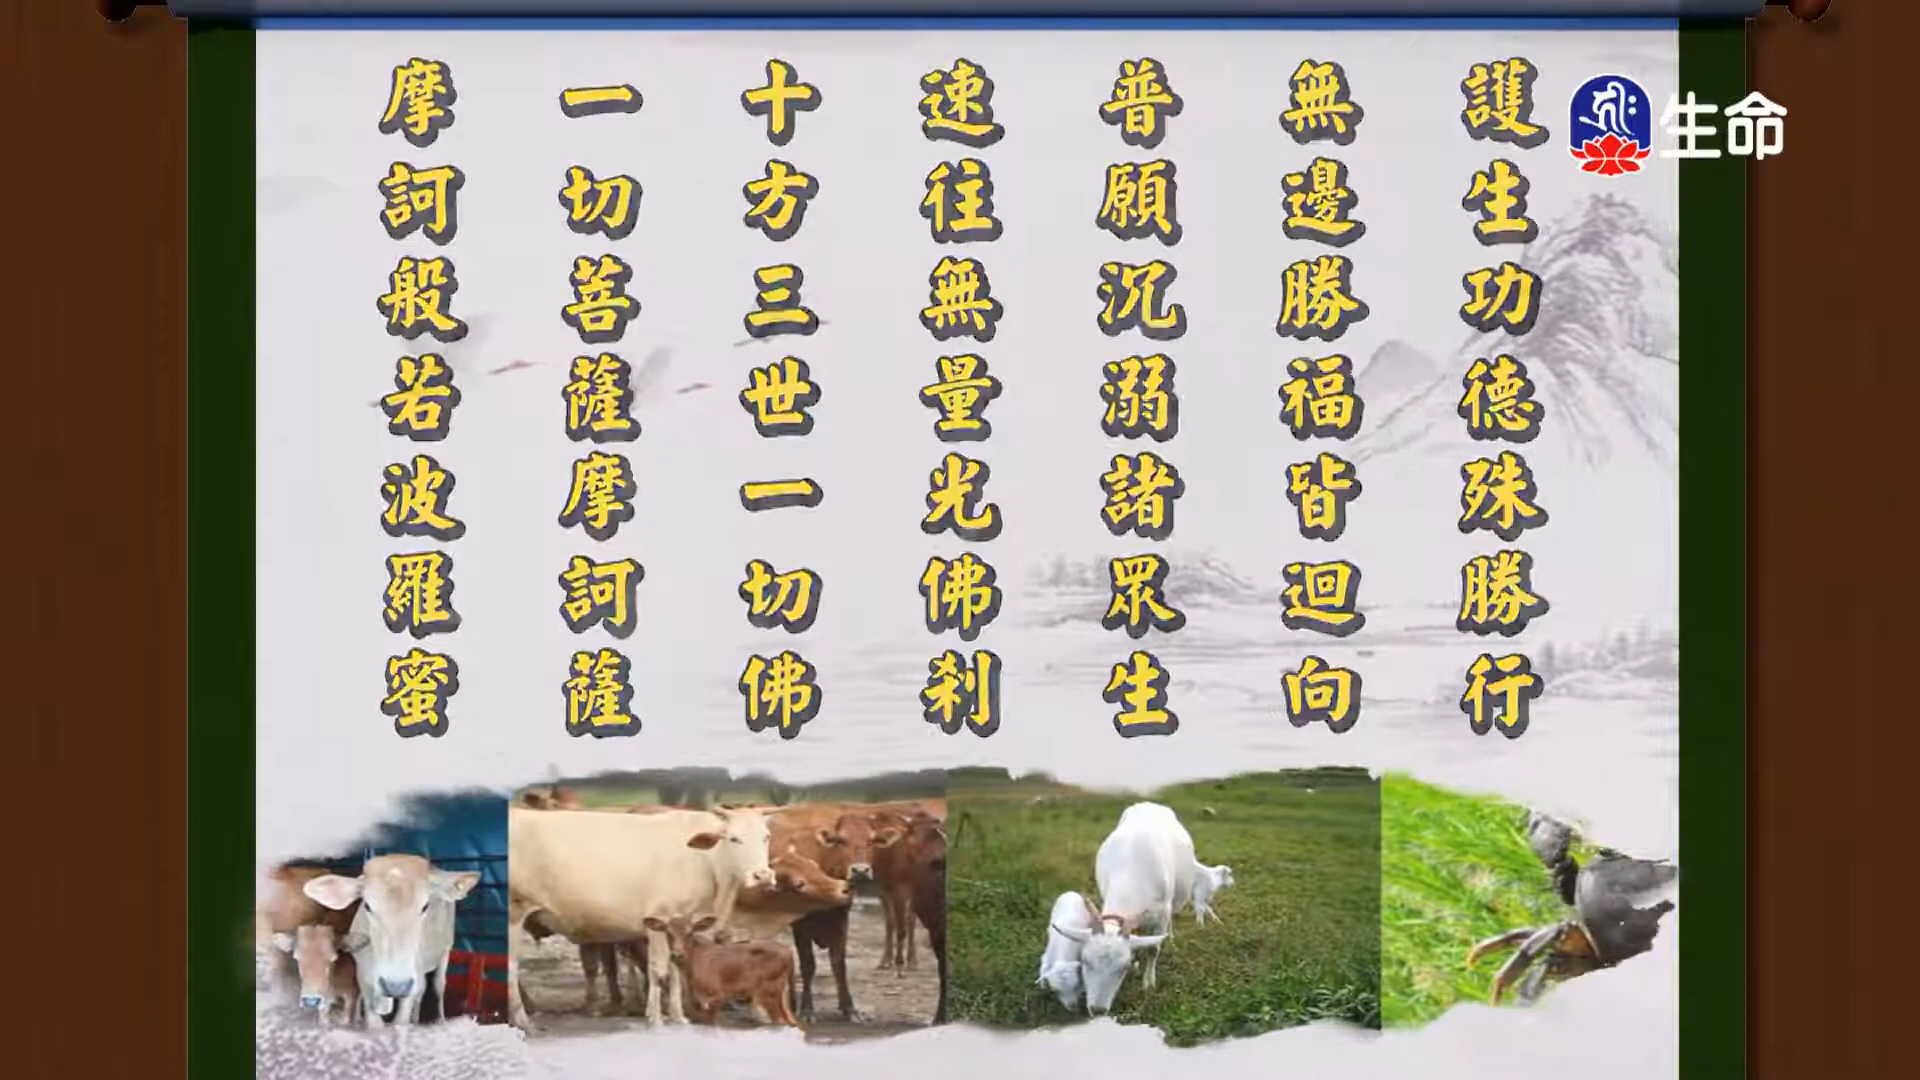 護生功德殊勝行
無邊勝福皆迴向
普願沉溺諸眾生
速往無量光佛剎
十方三世一切佛
一切菩薩摩訶薩
摩訶般若波羅蜜
生命